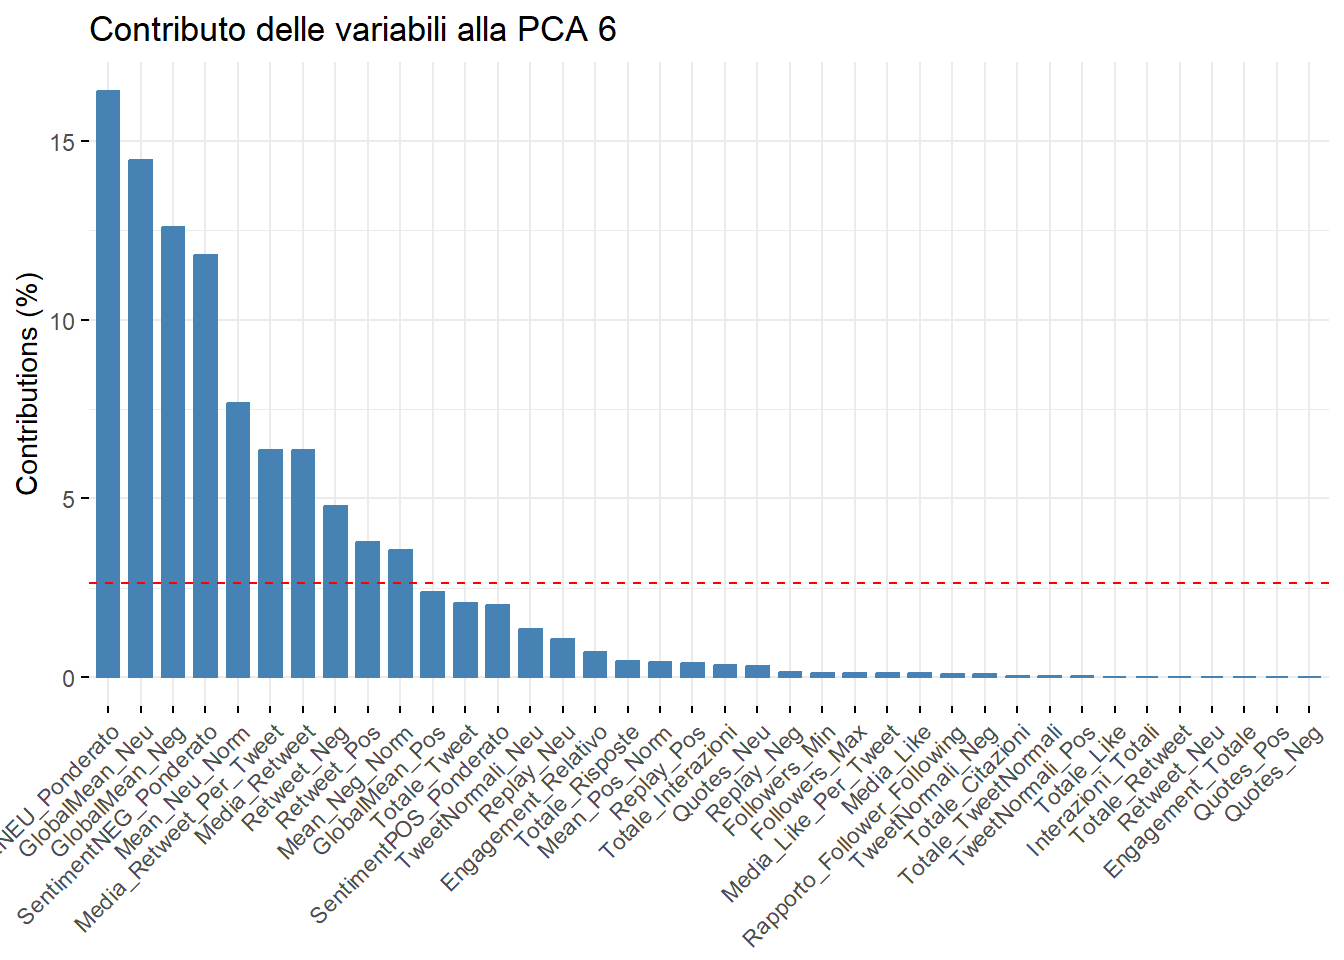 Contributo delle variabili alla PCA 6
Contributions (%)
15
10
5
0
NEU_Ponderato
GlobalMean_Neu
GlobalMean_Neg
SentimentNEG_Ponderato
Mean_Neu_Norm
Media_Retweet_Per_Tweet
Media_Retweet
Retweet_Neg
Retweet_Pos
Mean_Neg_Norm
GlobalMean_Pos
Totale_Tweet
SentimentPOS_Ponderato
TweetNormali_Neu
Replay_Neu
Engagement_Relativo
Totale_Risposte
Mean_Pos_Norm
Replay_Pos
Totale_Interazioni
Quotes_Neu
Replay_Neg
Followers_Min
Followers_Max
Media_Like_Per_Tweet
Media_Like
Rapporto_Follower_Following
TweetNormali_Neg
Totale_Citazioni
Totale_TweetNormali
TweetNormali_Pos
Totale_Like
Interazioni_Totali
Totale_Retweet
Retweet_Neu
Engagement_Totale
Quotes_Pos
Quotes_Neg